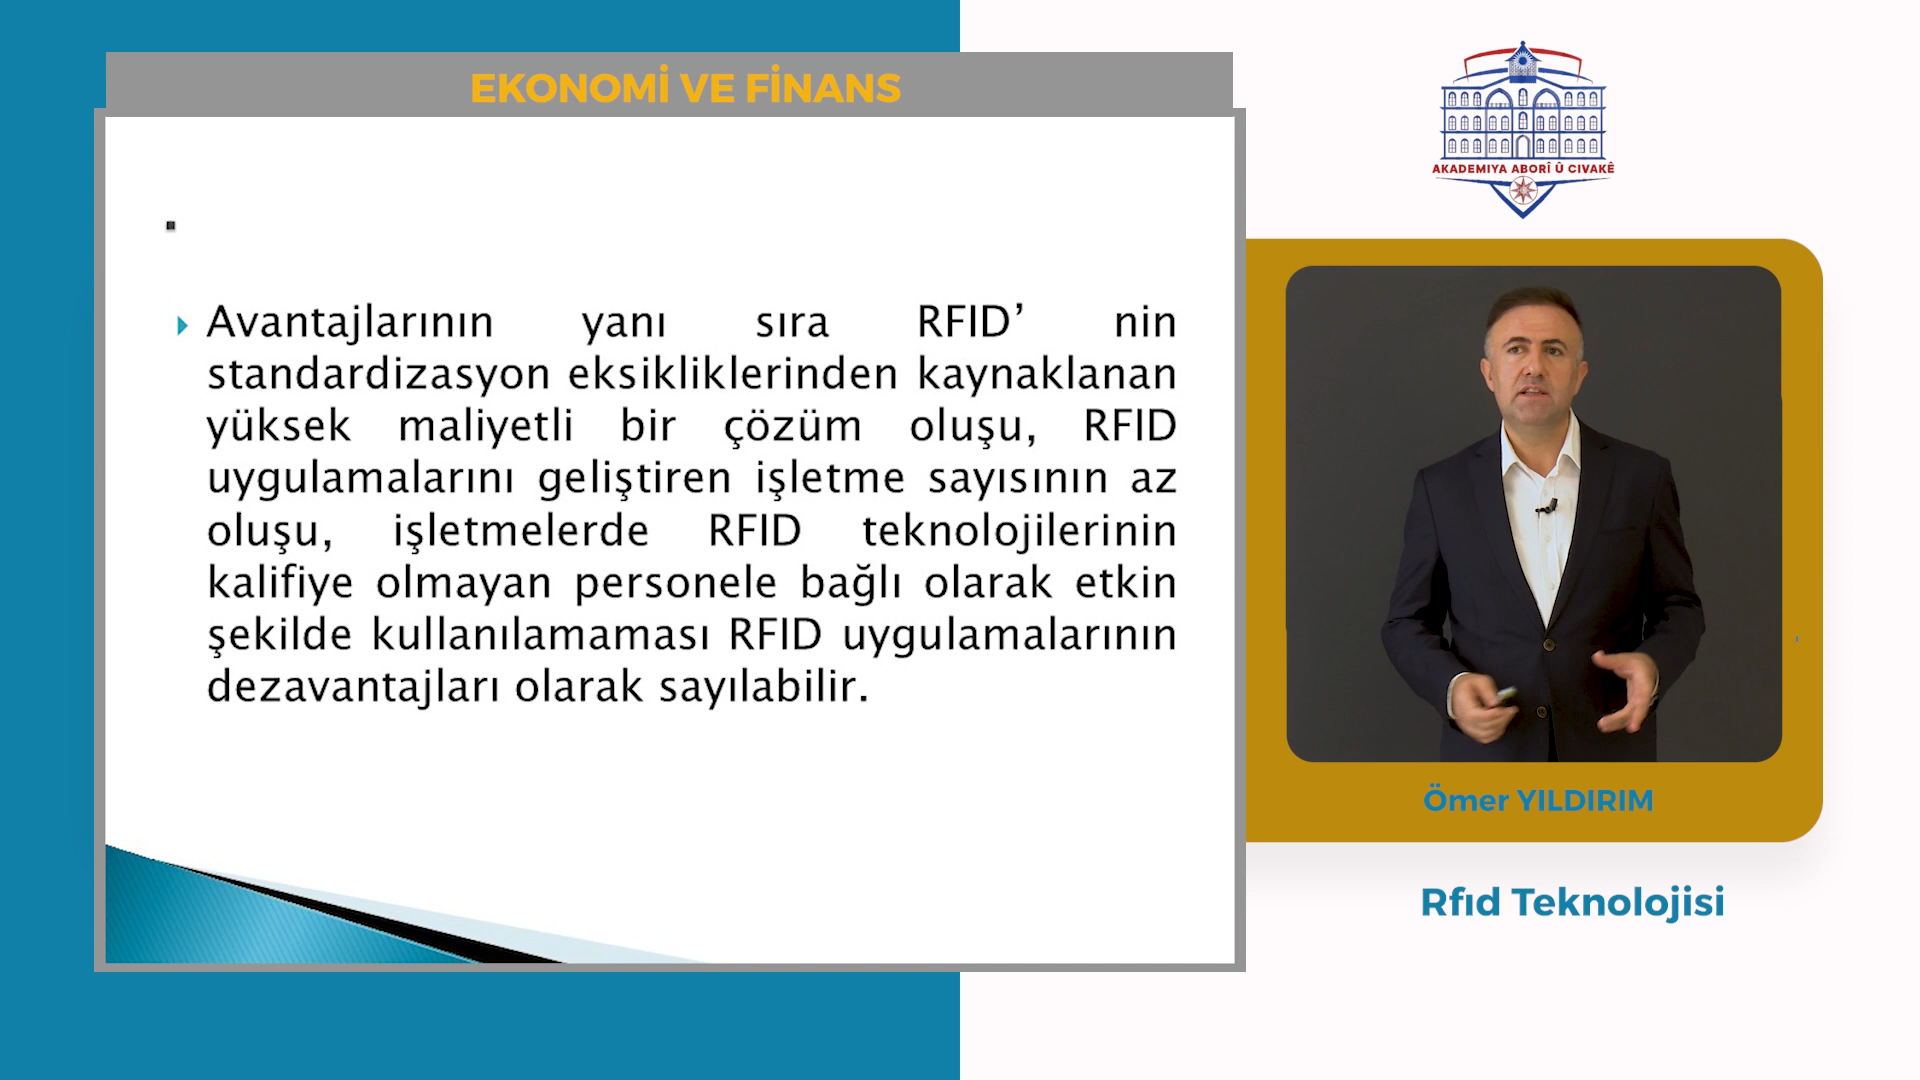 EKONOMİ VE FİNANS
Avantajlarının yanı sıra RFID’ nin
standardizasyon eksikliklerinden kaynaklanan
yüksek maliyetli bir çözüm oluşu, RFID
uygulamalarını geliştiren işletme sayısının az
oluşu, işletmelerde RFID teknolojilerinin
kalifiye olmayan personele bağlı olarak etkin
şekilde kullanılamaması RFID uygulamalarının
dezavantajları olarak sayılabilir.
AKADEMIYA ABORÎ Û CIVAKÊ
Ömer YILDIRIM
Rfıd Teknolojisi